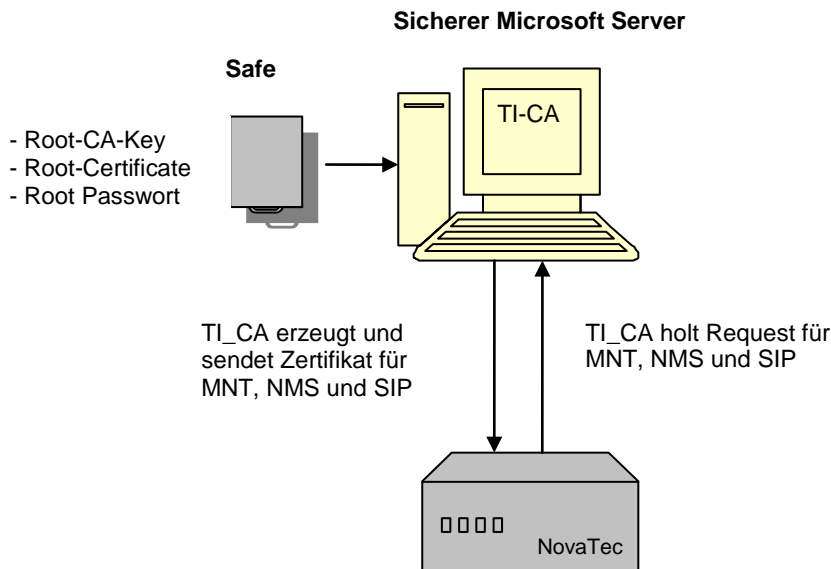 Sicherer Microsoft Server
Safe
TI-CA
- Root-CA-Key
- Root-Certificate
- Root Passwort
TI_CA erzeugt und
sendet Zertifikat für
MNT, NMS und SIP
TI_CA holt Request für
MNT, NMS und SIP
NovaTec